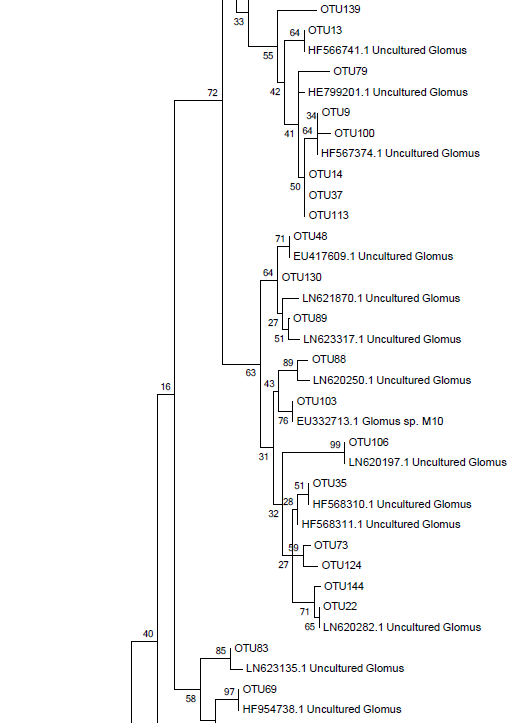 OTU139
33
64 OTU13
HF566741.1 Uncultured Glomus
55
OTU79
42 HE799201.1 Uncultured Glomus
72
34 OTU9
41 64 OTU100
HF567374.1 Uncultured Glomus
OTU14
50
OTU37
OTU113
71 OTU48
EU417609.1 Uncultured Glomus
64 OTU130
LN621870.1 Uncultured Glomus
27 OTU89
51 LN623317.1 Uncultured Glomus
89 OTU88
63
43 LN620250.1 Uncultured Glomus
16
OTU103
76 EU332713.1 Glomus sp. M10
99 OTU106
31
LN620197.1 Uncultured Glomus
51 OTU35
28 HF568310.1 Uncultured Glomus
32
HF568311.1 Uncultured Glomus
59 OTU73
27 OTU124
OTU144
71 OTU22
65 LN620282.1 Uncultured Glomus
40
85 OTU83
LN623135.1 Uncultured Glomus
97 OTU69
58
HF954738.1 Uncultured Glomus